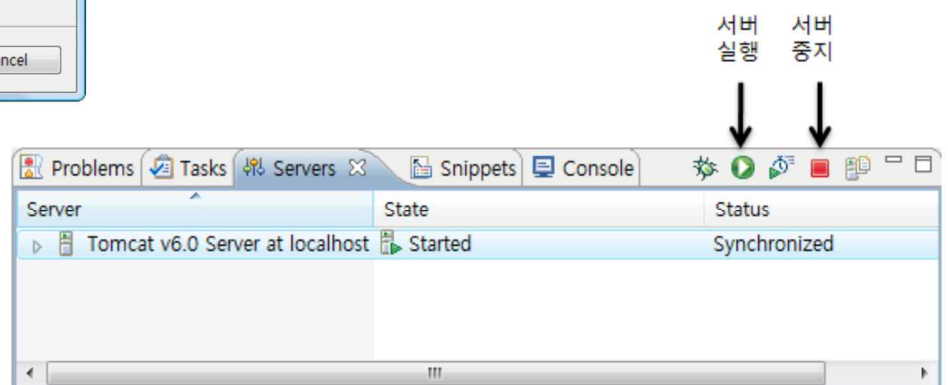 ncel
서버 서버
실행 중지
Problems Tasks Servers Snippets Console
Server State Status
Tomcat v6.0 Server at localhost Started Synchronized